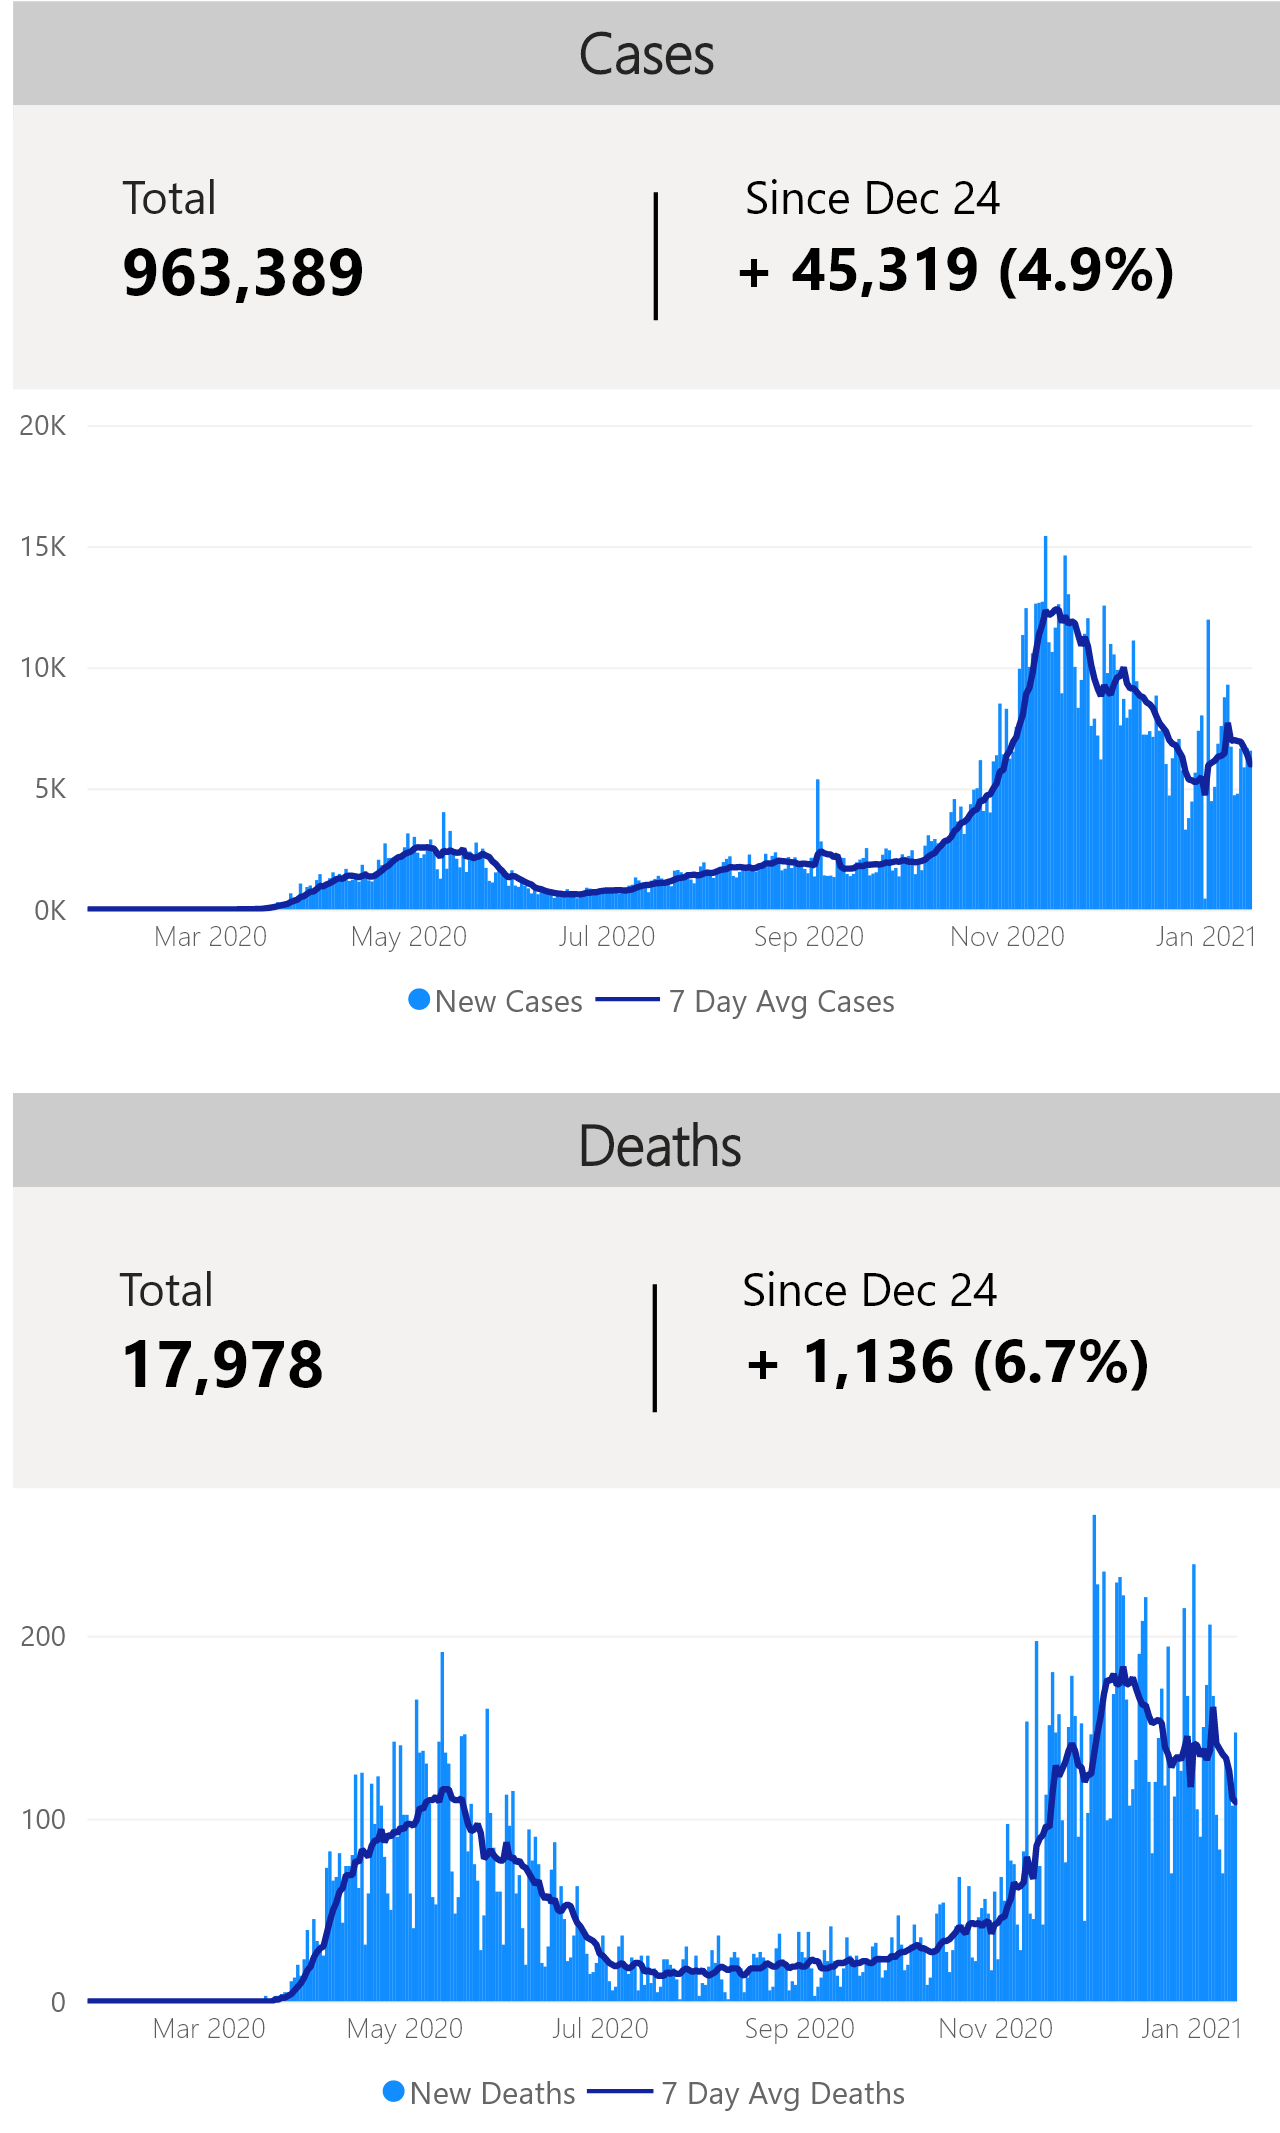 Cases
Total
Since Dec 24
963,389
+ 45,319 (4.9%)
20K
15K
10K
5K
0K
Mar 2020 May 2020 Jul 2020 Sep 2020 Nov 2020 Jan 2021
New Cases 7 Day Avg Cases
Deaths
Total
Since Dec 24
17,978
+ 1,136 (6.7%)
200
100
0
Mar 2020 May 2020 Jul 2020 Sep 2020 Nov 2020 Jan 2021
New Deaths 7 Day Avg Deaths